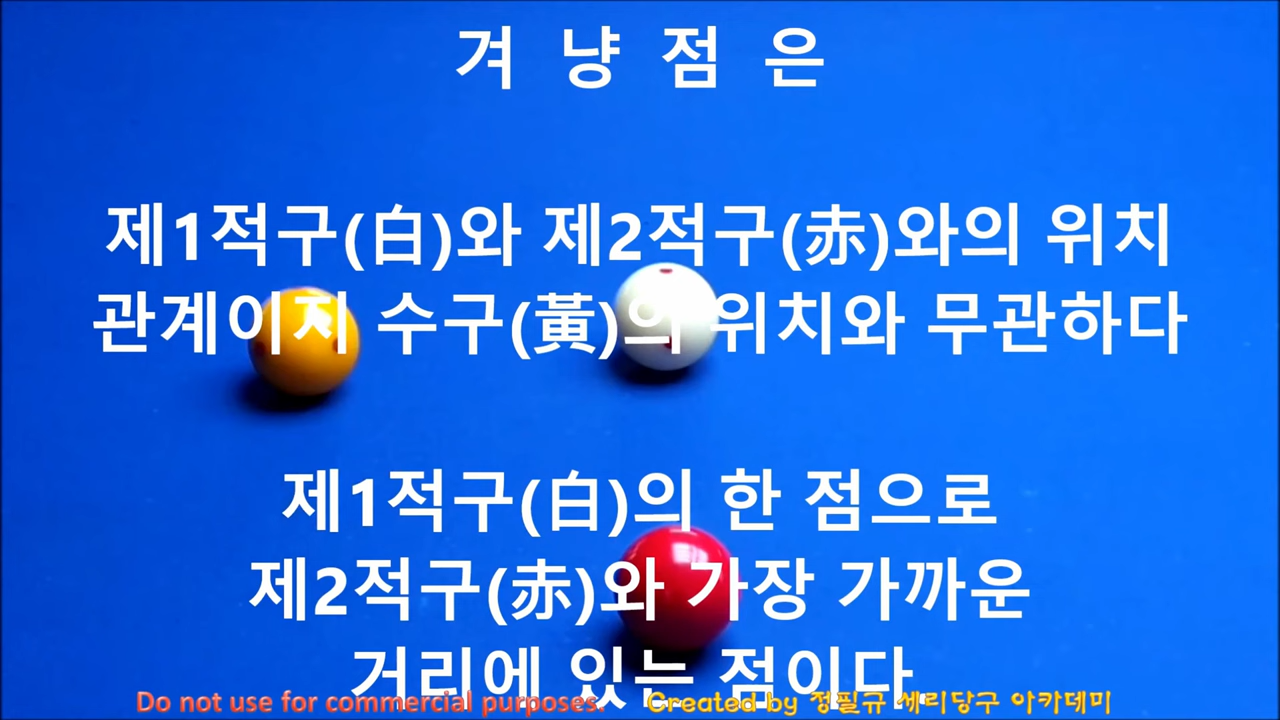 겨 냥 점 은
제1적구(白)와 제2적구(赤)와의 위치
관계이지 수구(黃)의 위치와 무관하다
제1적구(白)의 한 점으로
제2적구(赤)와 가장 가까운
거리에 있는 점이다.
Do not use for commercial purposes. Created by 정필규 세리당구 아카데미